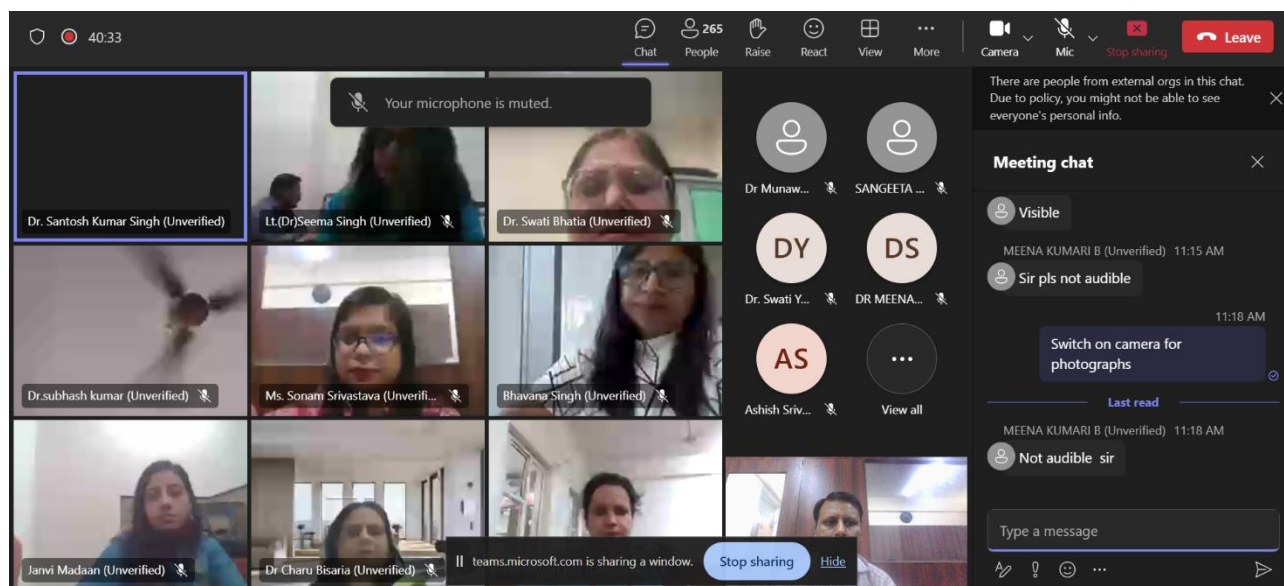 40:33
Chat
265
People
Raise
React
View
More
Camera
Mic
Stop sharing
Leave
Your microphone is muted.
Dr. Santosh Kumar Singh (Unverified)
Lt.(Dr)Seema Singh (Unverified)
Dr. Swati Bhatia (Unverified)
Dr.subhash kumar (Unverified)
Ms. Sonam Srivastava (Unverifi...
Bhavana Singh (Unverified)
Janvi Madaan (Unverified)
Dr Charu Bisaria (Unverified)
Dr Munaw...
SANGEETA ...
DY
Dr. Swati Y...
DS
DR MEENA...
AS
Ashish Sriv...
...
View all
teams.microsoft.com is sharing a window.
Stop sharing
Hide
There are people from external orgs in this chat.
Due to policy, you might not be able to see
everyone's personal info.
Meeting chat
Visible
MEENA KUMARI B (Unverified) 11:15 AM
Sir pls not audible
11:18 AM
Switch on camera for
photographs
Last read
MEENA KUMARI B (Unverified) 11:18 AM
Not audible sir
Type a message